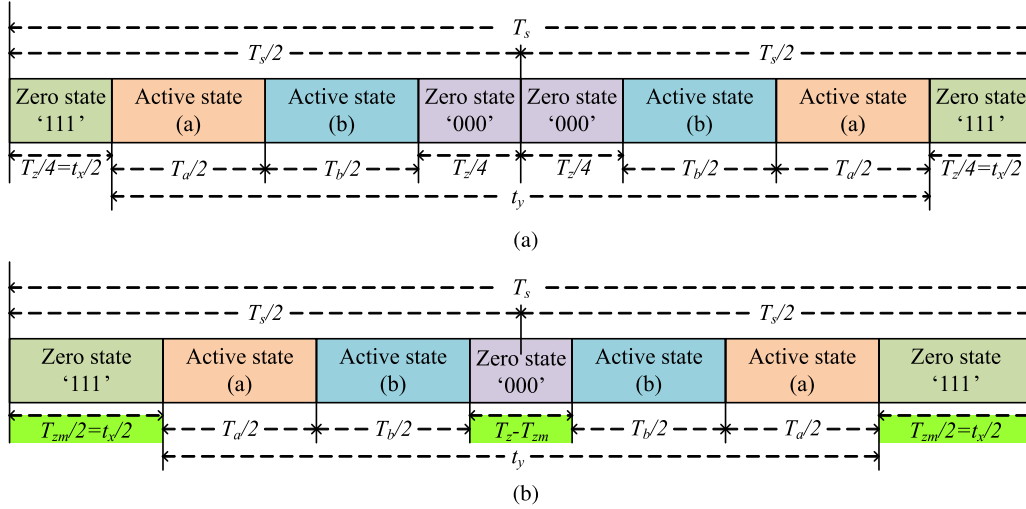 T_s
T_s/2 T_s/2
Zero state Active state Active state Zero state Zero state Active state Active state Zero state
‘111’ (a) (b) ‘000’ ‘000’ (b) (a) ‘111’
T_z/4=t_x/2 T_a/2 T_b/2 T_z/4 T_z/4 T_b/2 T_a/2 T_z/4=t_x/2
t_y
(a)
T_s
T_s/2 T_s/2
Zero state Active state Active state Zero state Active state Active state Zero state
‘111’ (a) (b) ‘000’ (b) (a) ‘111’
T_zm/2=t_x/2 T_a/2 T_b/2 T_z-T_zm T_b/2 T_a/2 T_zm/2=t_x/2
t_y
(b)